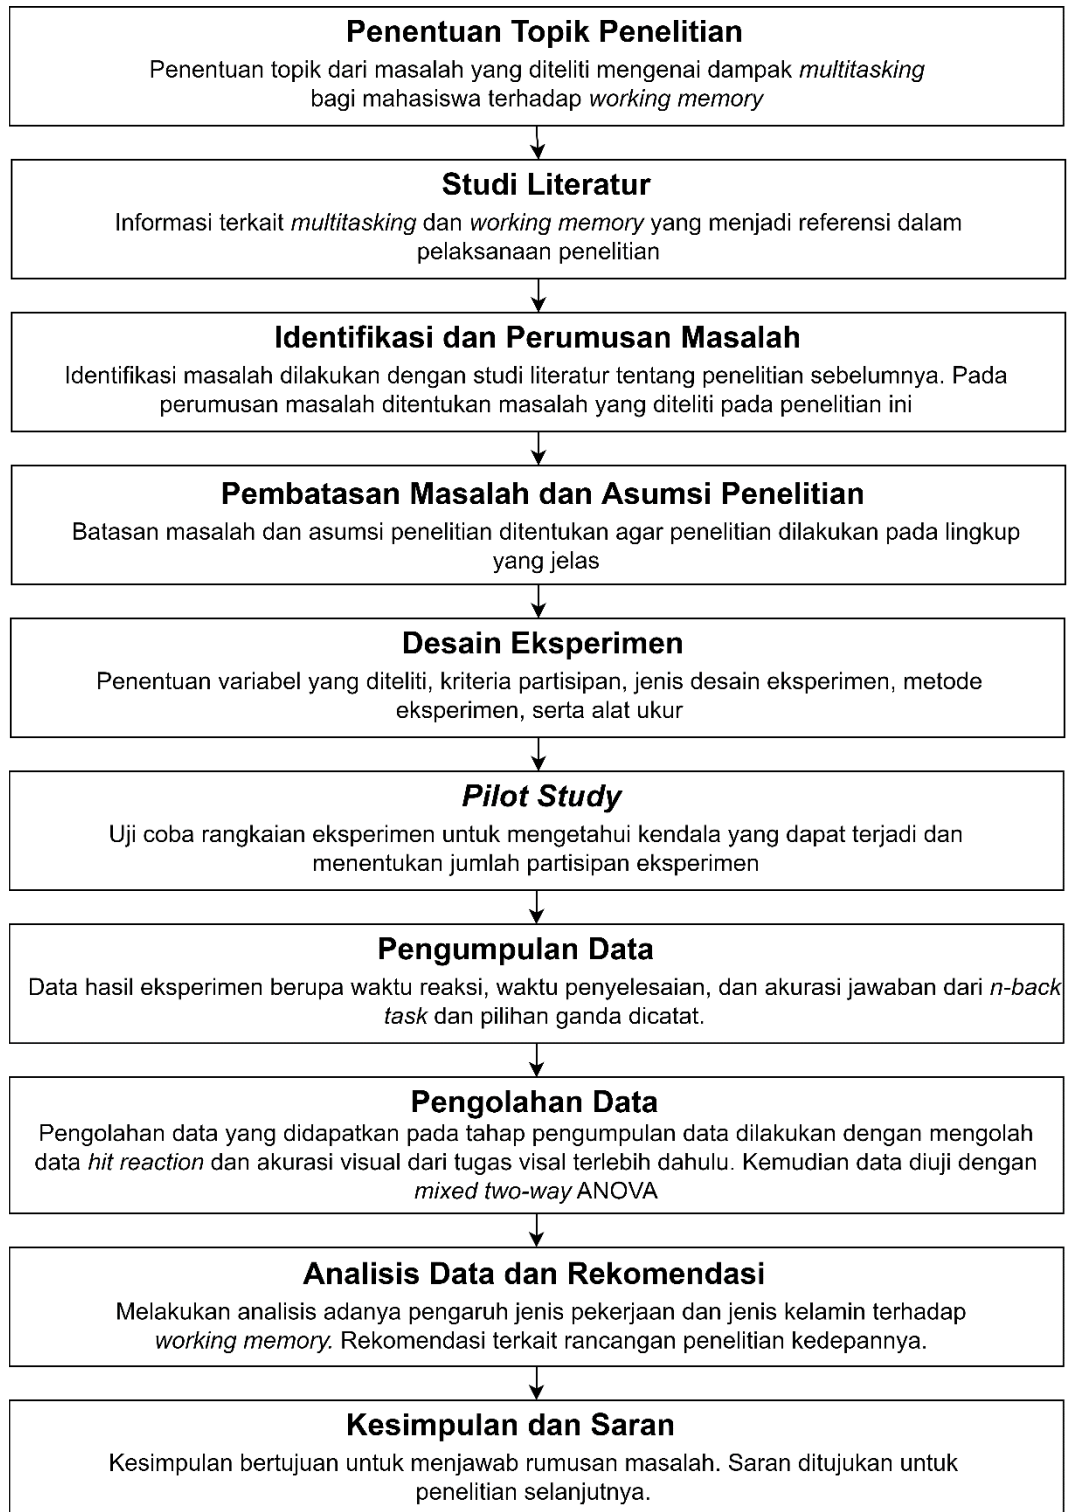 Penentuan Topik Penelitian
Penentuan topik dari masalah yang diteliti mengenai dampak multitasking
bagi mahasiswa terhadap working memory
Studi Literatur
Informasi terkait multitasking dan working memory yang menjadi referensi dalam
pelaksanaan penelitian
Identifikasi dan Perumusan Masalah
Identifikasi masalah dilakukan dengan studi literatur tentang penelitian sebelumnya. Pada
perumusan masalah ditentukan masalah yang diteliti pada penelitian ini
Pembatasan Masalah dan Asumsi Penelitian
Batasan masalah dan asumsi penelitian ditentukan agar penelitian dilakukan pada lingkup
yang jelas
Desain Eksperimen
Penentuan variabel yang diteliti, kriteria partisipan, jenis desain eksperimen, metode
eksperimen, serta alat ukur
Pilot Study
Uji coba rangkaian eksperimen untuk mengetahui kendala yang dapat terjadi dan
menentukan jumlah partisipan eksperimen
Pengumpulan Data
Data hasil eksperimen berupa waktu reaksi, waktu penyelesaian, dan akurasi jawaban dari n-back
task dan pilihan ganda dicatat.
Pengolahan Data
Pengolahan data yang didapatkan pada tahap pengumpulan data dilakukan dengan mengolah
data hit reaction dan akurasi visual dari tugas visal terlebih dahulu. Kemudian data diuji dengan
mixed two-way ANOVA
Analisis Data dan Rekomendasi
Melakukan analisis adanya pengaruh jenis pekerjaan dan jenis kelamin terhadap
working memory. Rekomendasi terkait rancangan penelitian kedepannya.
Kesimpulan dan Saran
Kesimpulan bertujuan untuk menjawab rumusan masalah. Saran ditujukan untuk
penelitian selanjutnya.